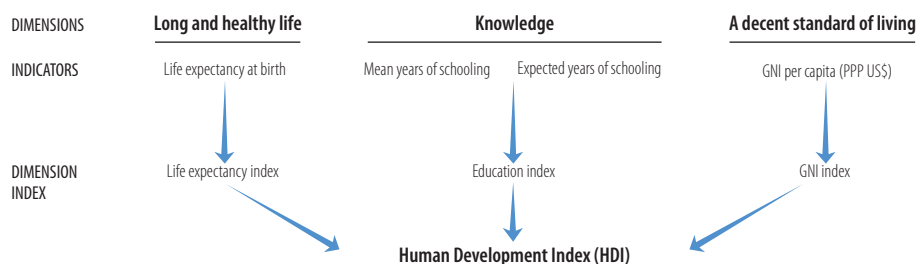 DIMENSIONS Long and healthy life Knowledge A decent standard of living
INDICATORS Life expectancy at birth Mean years of schooling Expected years of schooling GNI per capita (PPP US$)
DIMENSION Life expectancy index Education index GNI index
INDEX
Human Development Index (HDI)